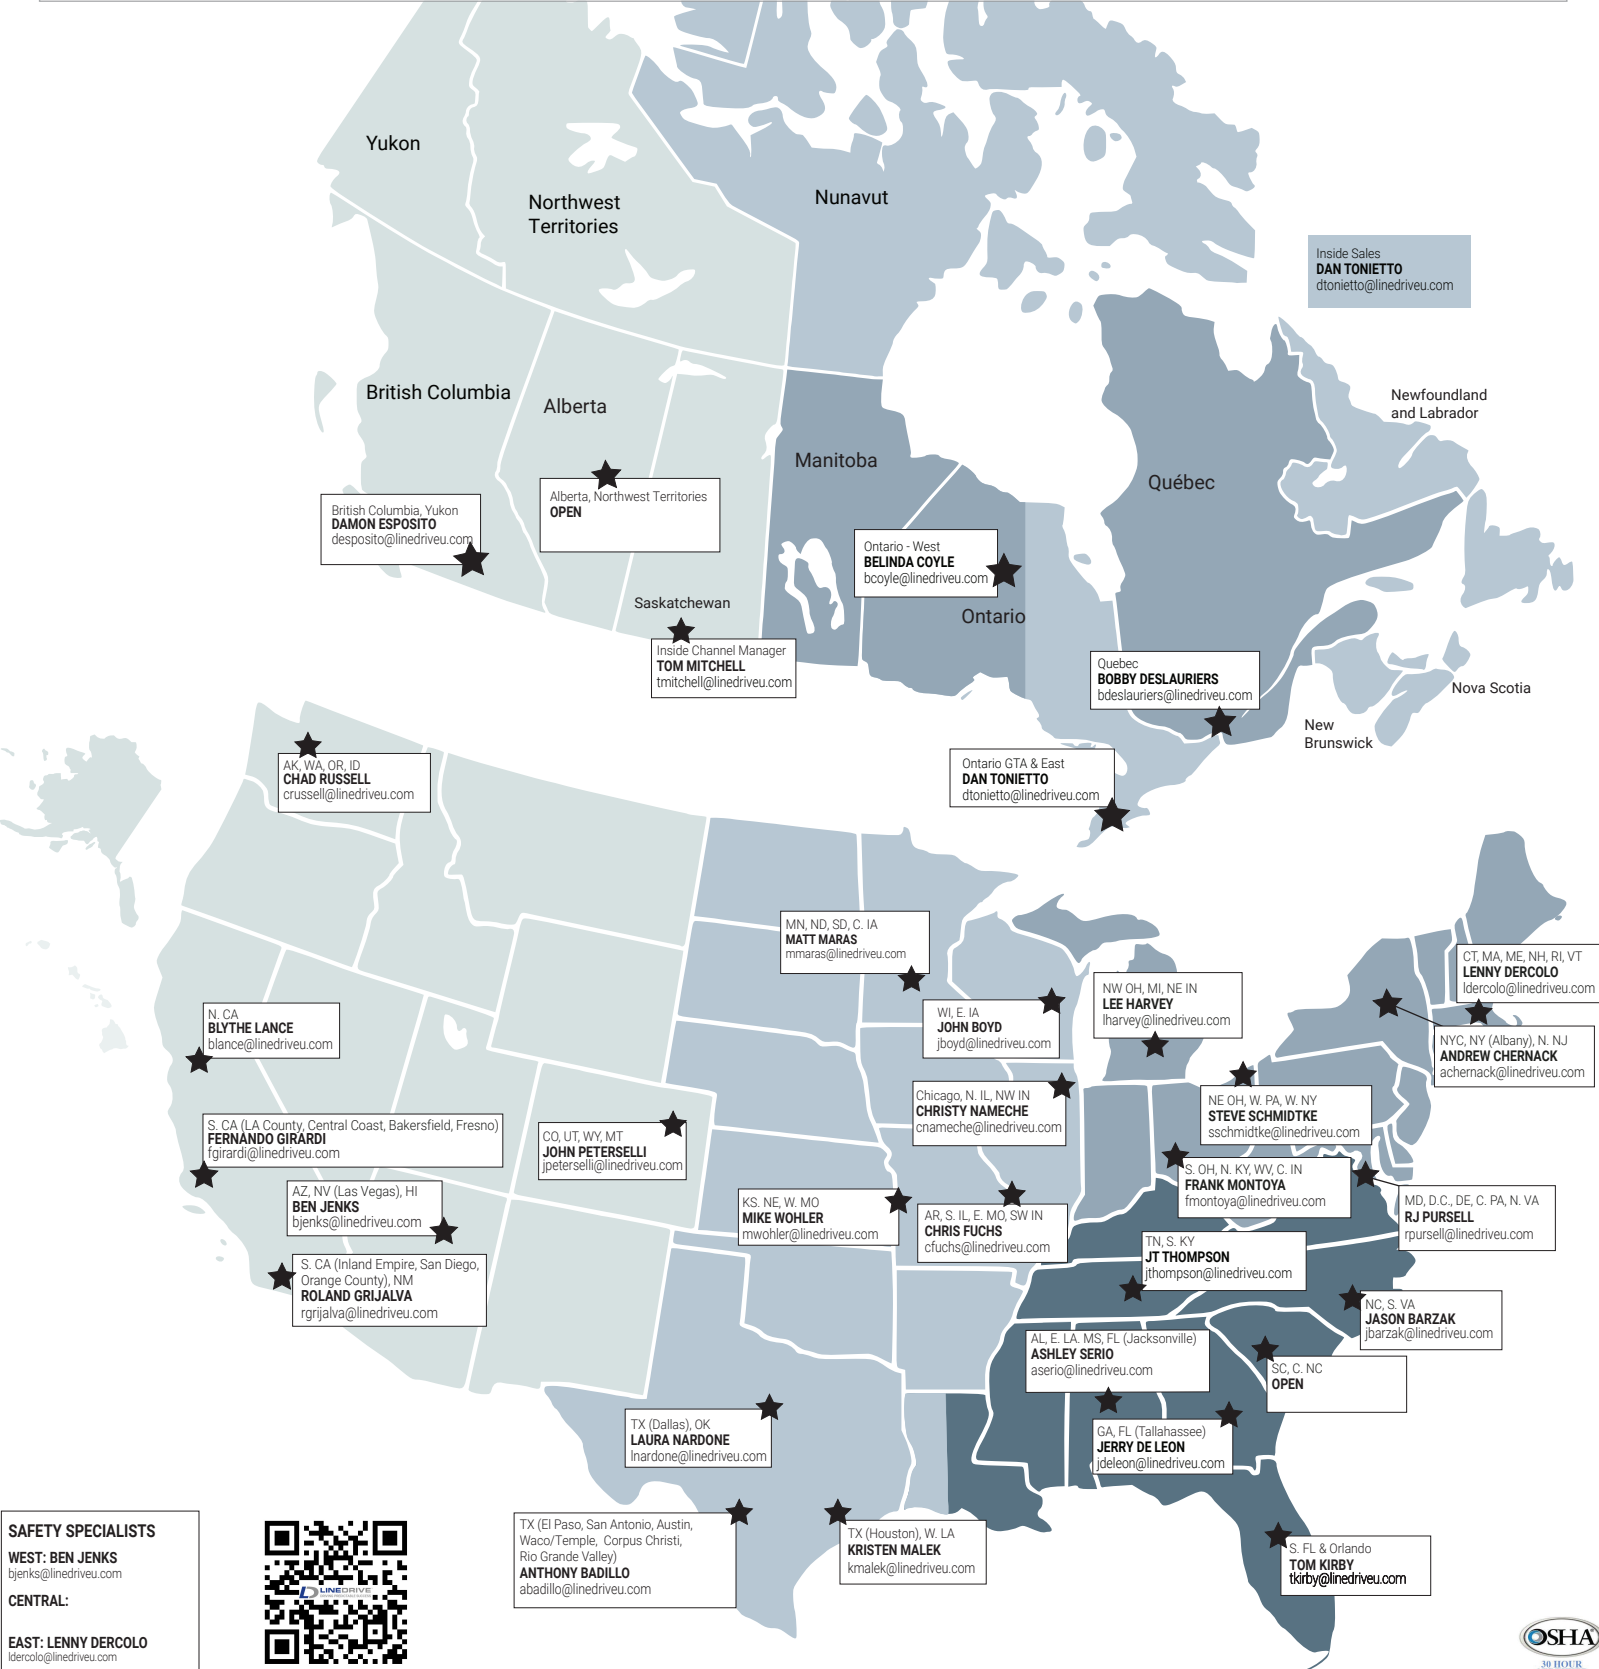 Yukon
Northwest
Territories
Nunavut
Inside Sales
DAN TONIETTO
dtonietto@linedriveu.com
British Columbia
Alberta
Newfoundland
and Labrador
Manitoba
Québec
Alberta, Northwest Territories
OPEN
British Columbia, Yukon
DAMON ESPOSITO
desposito@linedriveu.com
Ontario - West
BELINDA COYLE
bcoyle@linedriveu.com
Saskatchewan
Ontario
Inside Channel Manager
TOM MITCHELL
tmitchell@linedriveu.com
Quebec
BOBBY DESLAURIERS
bdeslauriers@linedriveu.com
Nova Scotia
New
Brunswick
AK, WA, OR, ID
CHAD RUSSELL
crussell@linedriveu.com
Ontario GTA & East
DAN TONIETTO
dtonietto@linedriveu.com
MN, ND, SD, C. IA
MATT MARAS
mmaras@linedriveu.com
CT, MA, ME, NH, RI, VT
LENNY DERCOLO
ldercolo@linedriveu.com
NW OH, MI, NE IN
LEE HARVEY
lharvey@linedriveu.com
N. CA
BLYTHE LANCE
blance@linedriveu.com
WI, E. IA
JOHN BOYD
jboyd@linedriveu.com
NYC, NY (Albany), N. NJ
ANDREW CHERNACK
achernack@linedriveu.com
Chicago, N. IL, NW IN
CHRISTY NAMECHE
cnameche@linedriveu.com
NE OH, W. PA, W. NY
STEVE SCHMIDTKE
sschmidtke@linedriveu.com
S. CA (LA County, Central Coast, Bakersfield, Fresno)
FERNANDO GIRARDI
fgirardi@linedriveu.com
CO, UT, WY, MT
JOHN PETERSELLI
jpeterselli@linedriveu.com
S. OH, N. KY, WV, C. IN
FRANK MONTOYA
fmontoya@linedriveu.com
AZ, NV (Las Vegas), HI
BEN JENKS
bjenks@linedriveu.com
KS. NE, W. MO
MIKE WOHLER
mwohler@linedriveu.com
AR, S. IL, E. MO, SW IN
CHRIS FUCHS
cfuchs@linedriveu.com
MD, D.C., DE, C. PA, N. VA
RJ PURSELL
rpursell@linedriveu.com
TN, S. KY
JT THOMPSON
jthompson@linedriveu.com
S. CA (Inland Empire, San Diego,
Orange County), NM
ROLAND GRIJALVA
rgrijalva@linedriveu.com
NC, S. VA
JASON BARZAK
jbarzak@linedriveu.com
AL, E. LA. MS, FL (Jacksonville)
ASHLEY SERIO
aserio@linedriveu.com
SC, C. NC
OPEN
TX (Dallas), OK
LAURA NARDONE
lnardone@linedriveu.com
GA, FL (Tallahassee)
JERRY DE LEON
jdeleon@linedriveu.com
TX (El Paso, San Antonio, Austin,
Waco/Temple, Corpus Christi,
Rio Grande Valley)
ANTHONY BADILLO
abadillo@linedriveu.com
TX (Houston), W. LA
KRISTEN MALEK
kmalek@linedriveu.com
S. FL & Orlando
TOM KIRBY
tkirby@linedriveu.com
SAFETY SPECIALISTS
WEST: BEN JENKS
bjenks@linedriveu.com
CENTRAL:
EAST: LENNY DERCOLO
ldercolo@linedriveu.com
LINEDRIVE
OSHA
30 HOUR